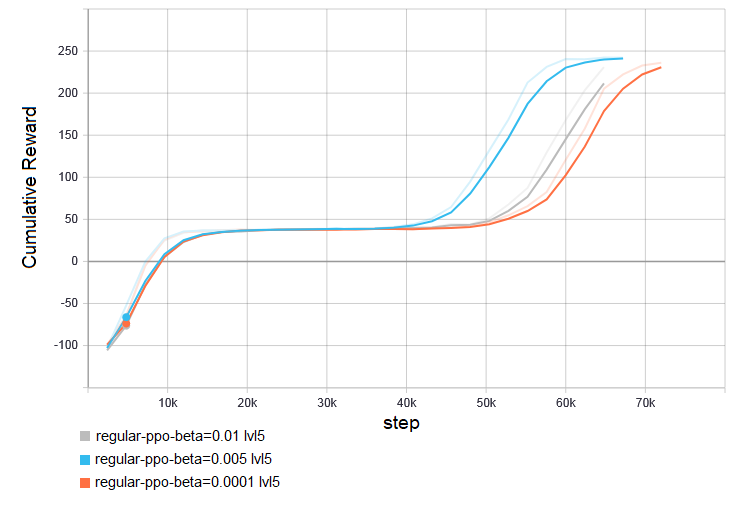 Cumulative Reward
250
200
150
100
50
0
-50
-100
10k 20k 30k 40k 50k 60k 70k
step
regular-ppo-beta=0.01 lvl5
regular-ppo-beta=0.005 lvl5
regular-ppo-beta=0.0001 lvl5